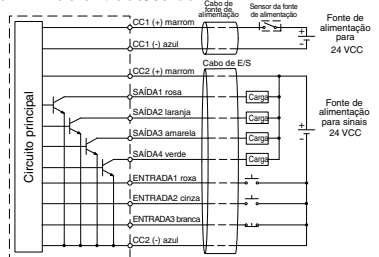 Cabo de
fonte de
alimentação
Sensor da fonte
de alimentação
CC1 (+) marrom
CC1 (-) azul
Fonte de
alimentação
para
24 VCC
+
-
CC2 (+) marrom
Cabo de E/S
SAÍDA1 rosa
SAÍDA2 laranja
SAÍDA3 amarela
SAÍDA4 verde
Carga
Carga
Carga
Carga
Fonte de
alimentação
para sinais
24 VCC
+
-
ENTRADA1 roxa
ENTRADA2 cinza
ENTRADA3 branca
CC2 (-) azul
Circuito principal